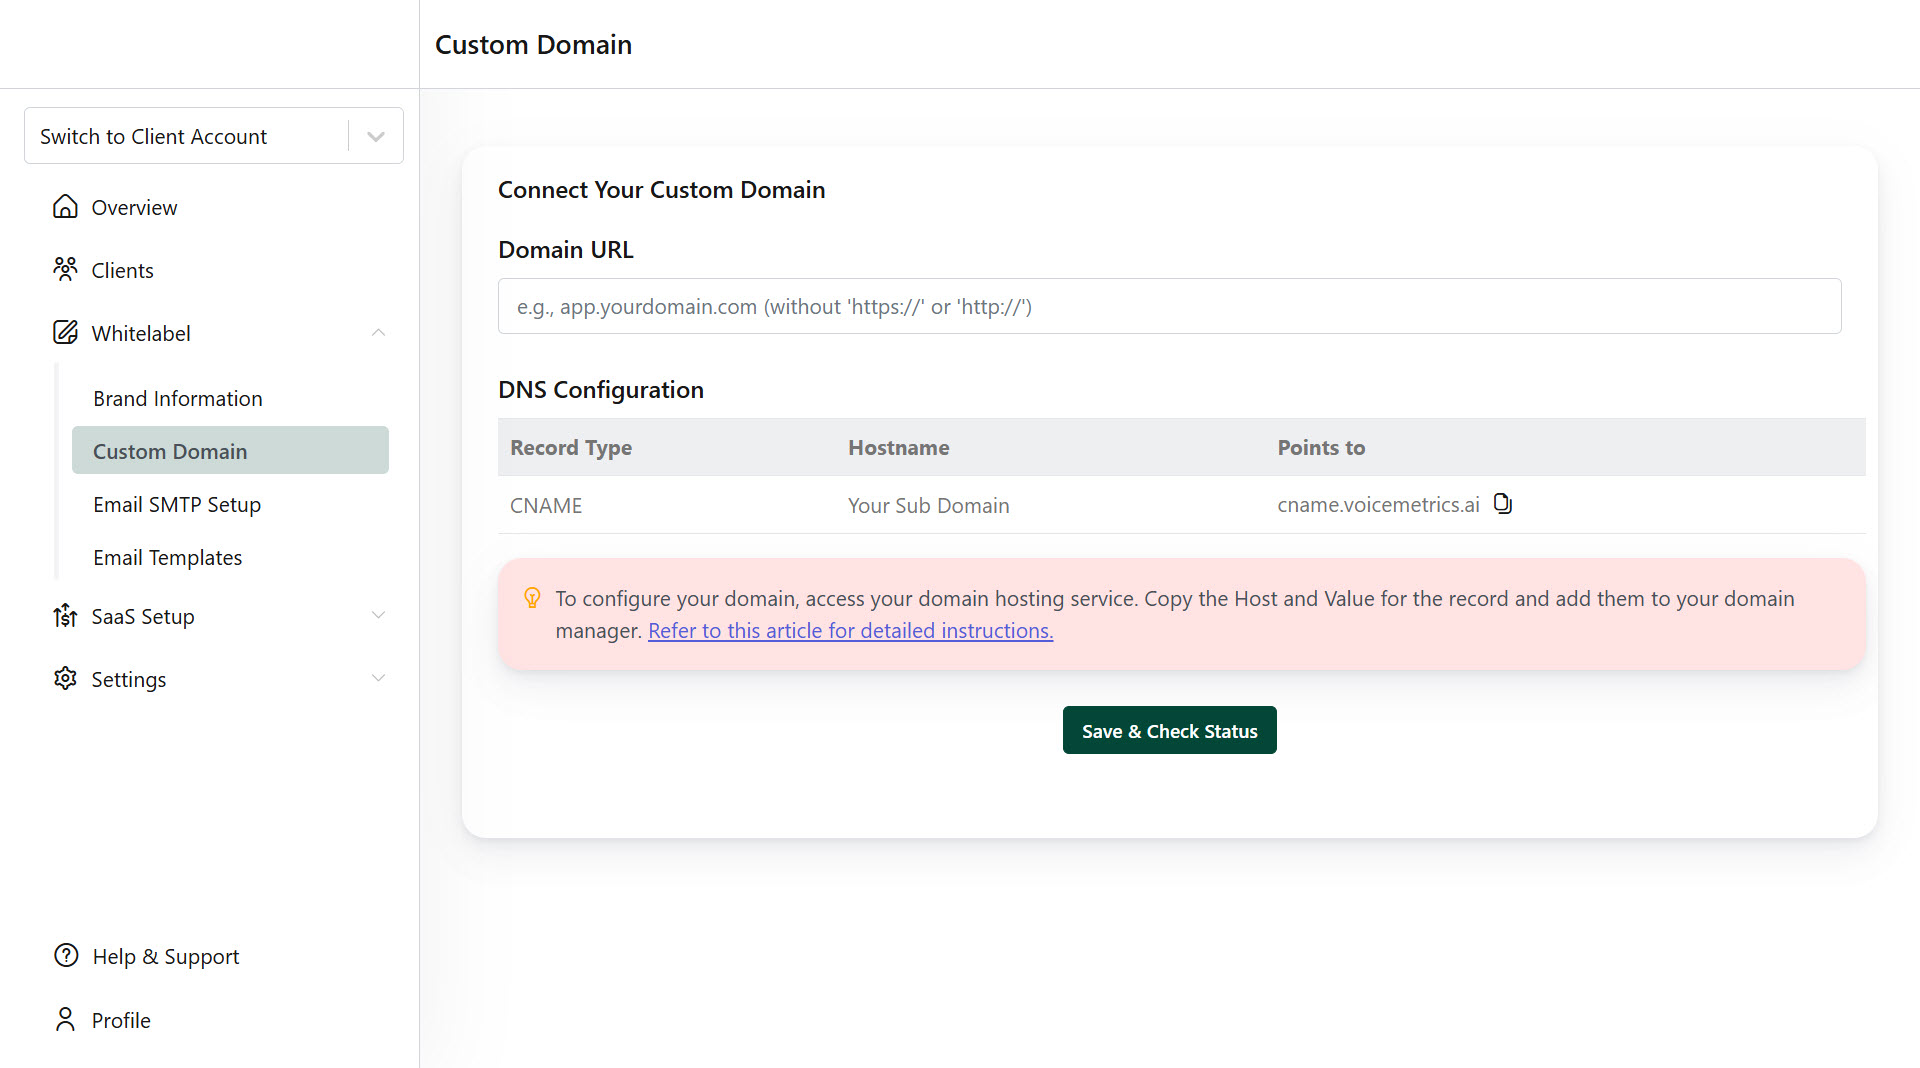 Custom Domain
Switch to Client Account
Overview
Clients
Whitelabel
Brand Information
Custom Domain
Email SMTP Setup
Email Templates
SaaS Setup
Settings
Help & Support
Profile
Connect Your Custom Domain
Domain URL
e.g., app.yourdomain.com (without 'https://' or 'http://')
DNS Configuration
Record Type Hostname Points to
CNAME Your Sub Domain cname.voicemetrics.ai
To configure your domain, access your domain hosting service. Copy the Host and Value for the record and add them to your domain
manager. Refer to this article for detailed instructions.
Save & Check Status